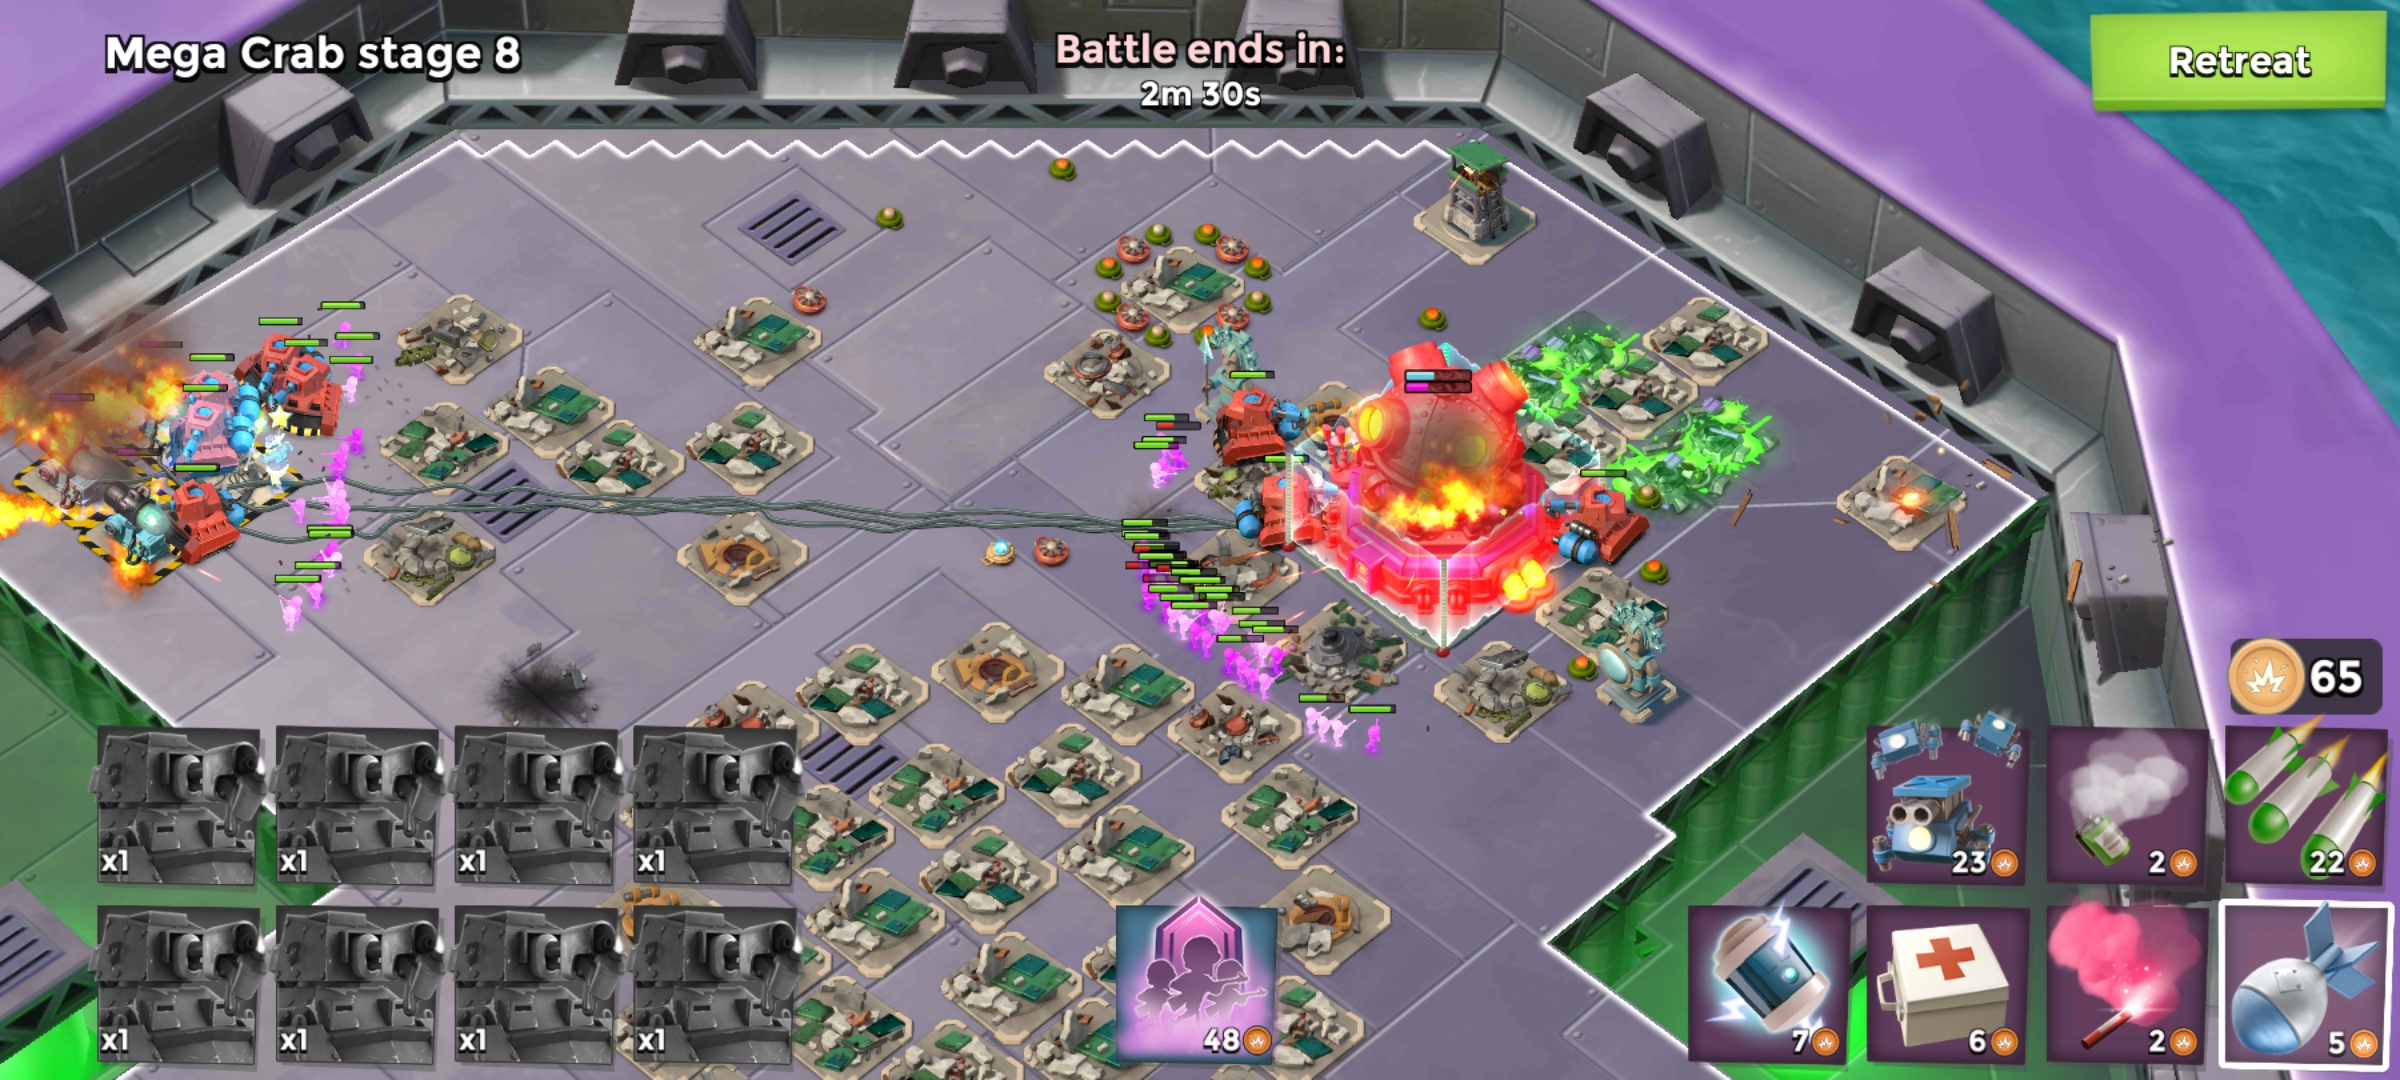 Mega Crab stage 8
Battle ends in:
2m 30s
Retreat
65
x1 x1 x1 x1
23 2 22
x1 x1 x1 x1
48 7 6 2 5